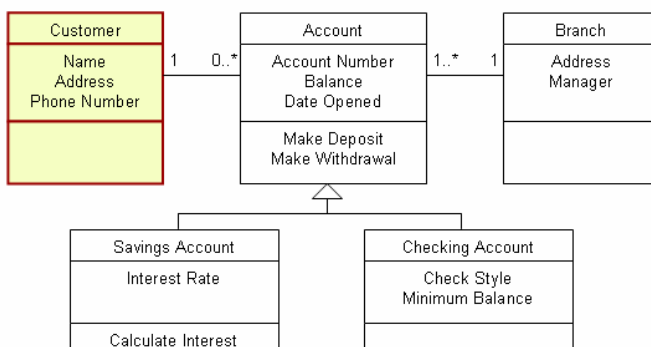 Customer
Name
Address
Phone Number
1
0..*
Account
Account Number
Balance
Date Opened
Make Deposit
Make Withdrawal
1..*
1
Branch
Address
Manager
Savings Account
Interest Rate
Calculate Interest
Checking Account
Check Style
Minimum Balance